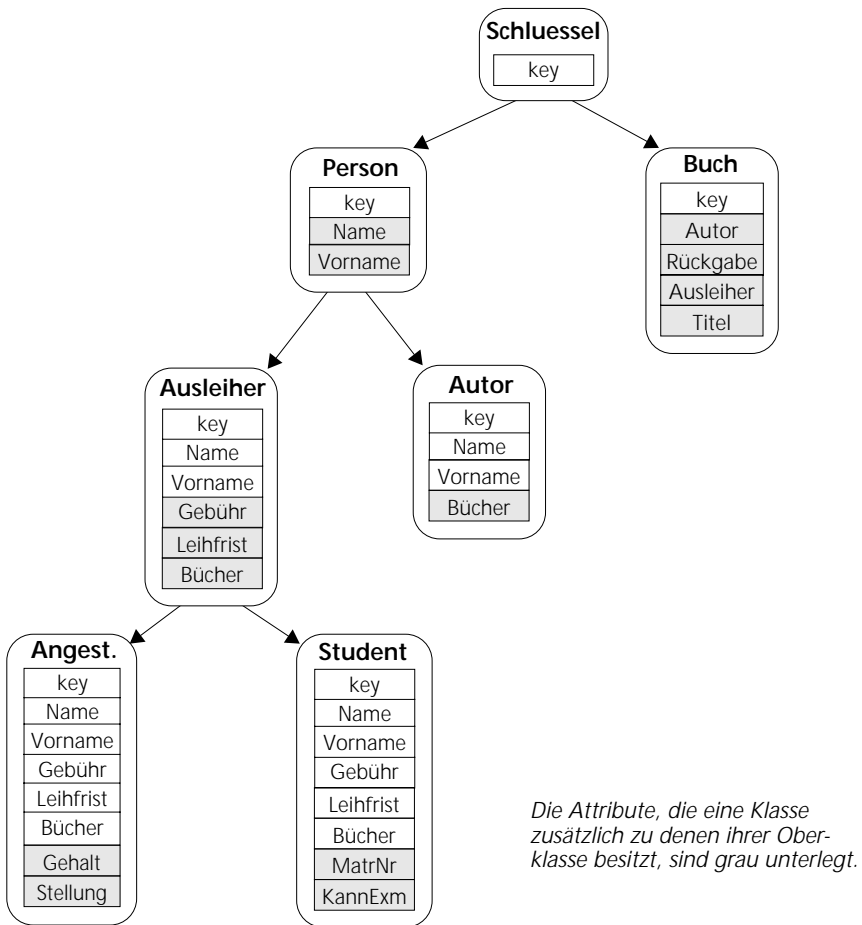 Schluessel
key
Person
key
Name
Vorname
Buch
key
Autor
Rückgabe
Ausleiher
Titel
Ausleiher
key
Name
Vorname
Gebühr
Leihfrist
Bücher
Autor
key
Name
Vorname
Bücher
Angest.
key
Name
Vorname
Gebühr
Leihfrist
Bücher
Gehalt
Stellung
Student
key
Name
Vorname
Gebühr
Leihfrist
Bücher
MatrNr
KannExm
Die Attribute, die eine Klasse
zusätzlich zu denen ihrer Ober-
klasse besitzt, sind grau unterlegt.